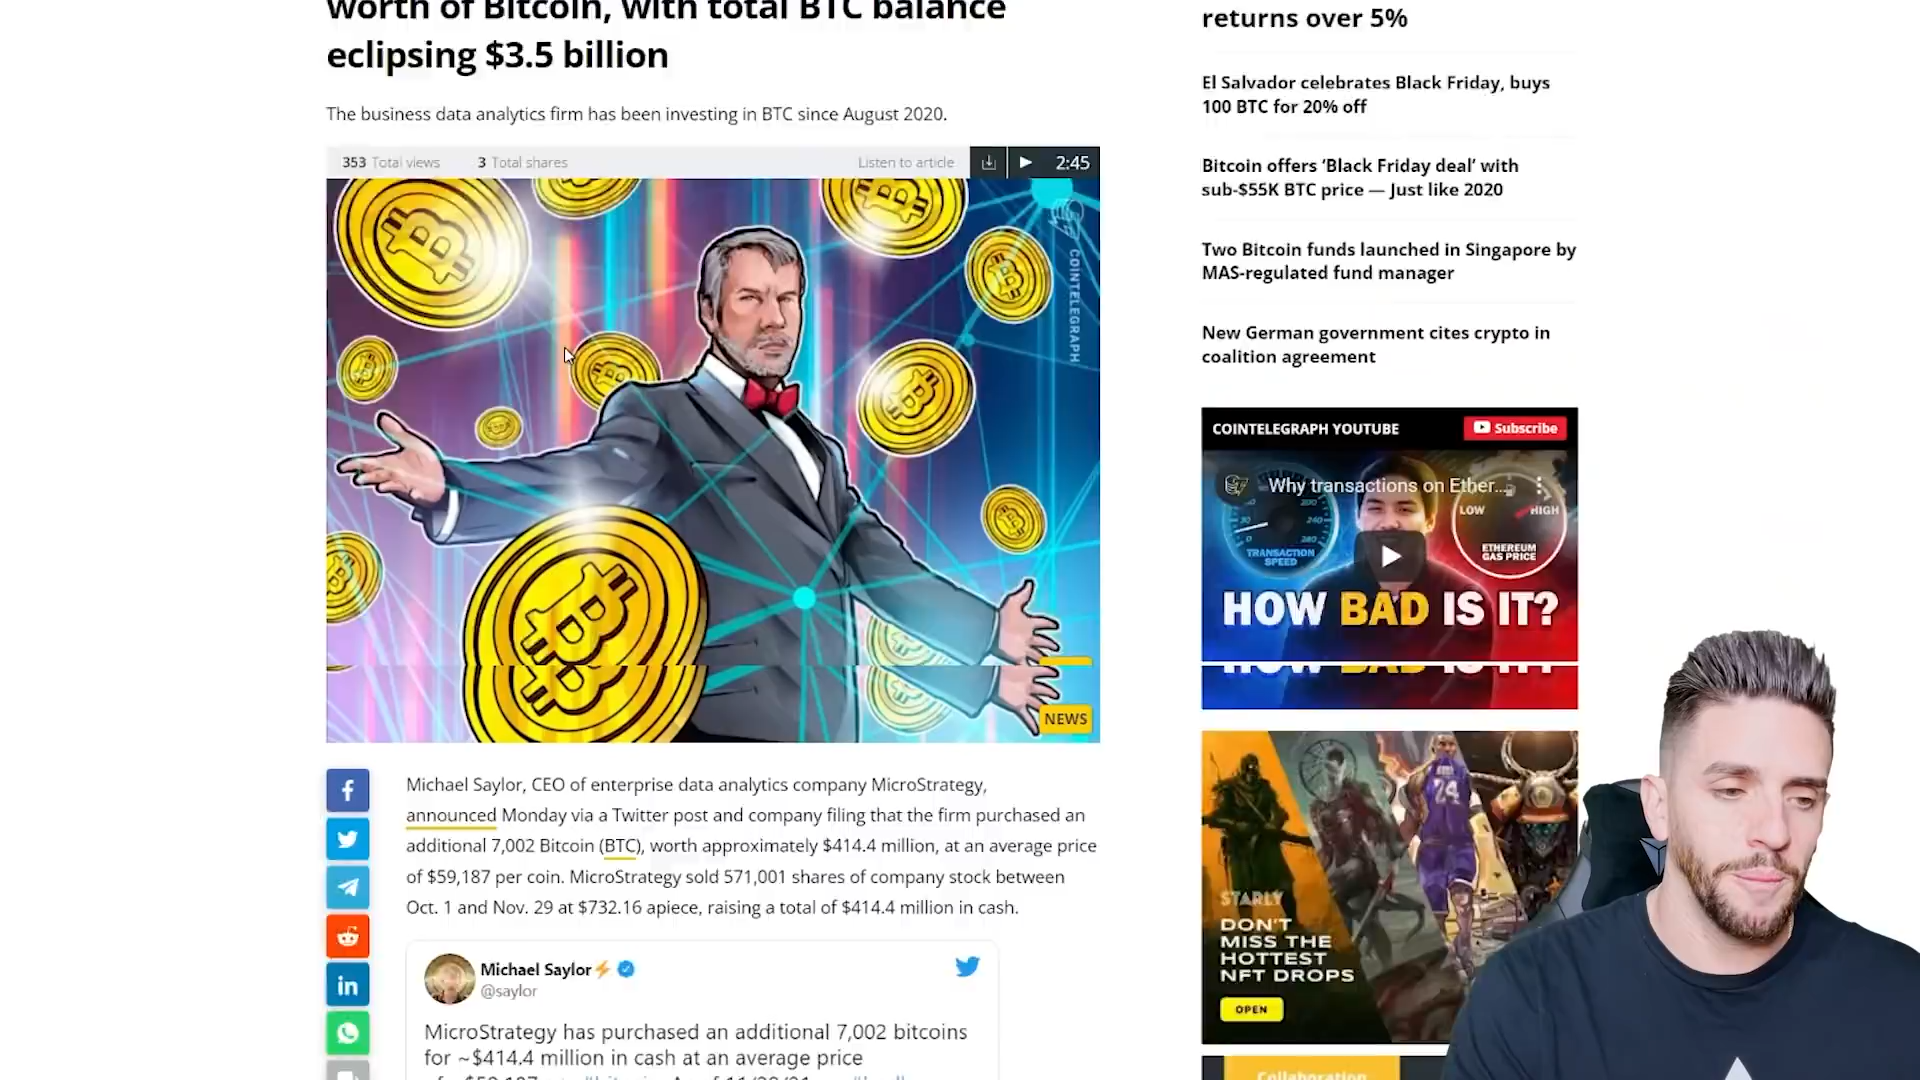 worth of Bitcoin, with total BTC balance
eclipsing $3.5 billion
The business data analytics firm has been investing in BTC since August 2020.
353 Total views 3 Total shares Listen to article 2:45
COINTELEGRAPH
NEWS
Michael Saylor, CEO of enterprise data analytics company MicroStrategy,
announced Monday via a Twitter post and company filing that the firm purchased an
additional 7,002 Bitcoin (BTC), worth approximately $414.4 million, at an average price
of $59,187 per coin. MicroStrategy sold 571,001 shares of company stock between
Oct. 1 and Nov. 29 at $732.16 apiece, raising a total of $414.4 million in cash.
Michael Saylor⚡
@saylor
MicroStrategy has purchased an additional 7,002 bitcoins
for ~$414.4 million in cash at an average price
returns over 5%
El Salvador celebrates Black Friday, buys
100 BTC for 20% off
Bitcoin offers ‘Black Friday deal’ with
sub-$55K BTC price — Just like 2020
Two Bitcoin funds launched in Singapore by
MAS-regulated fund manager
New German government cites crypto in
coalition agreement
COINTELEGRAPH YOUTUBE Subscribe
Why transactions on Ether...
LOW HIGH
TRANSACTION
SPEED
ETHEREUM
GAS PRICE
HOW BAD IS IT?
HOW BAD IS IT?
24
STARLY
DON'T
MISS THE
HOTTEST
NFT DROPS
OPEN
Collaboration